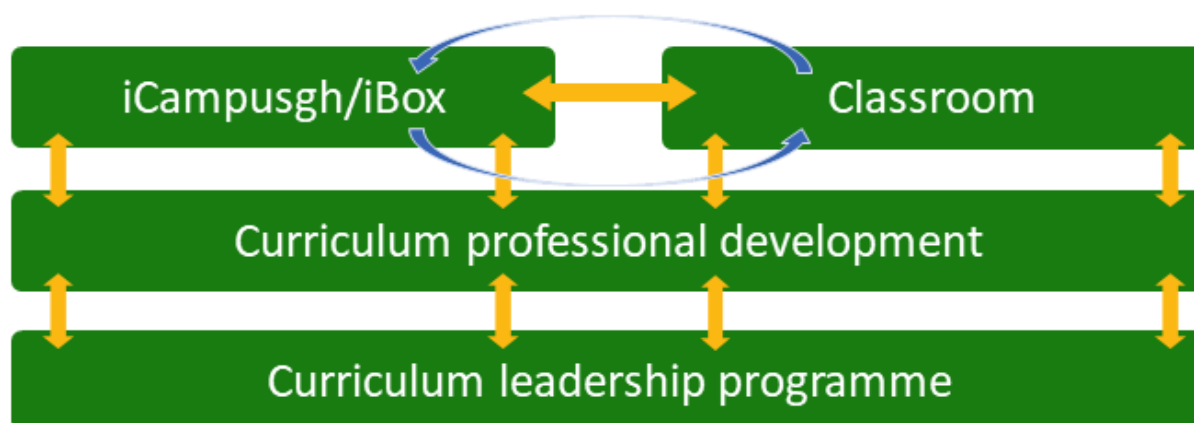 iCampusgh/iBox
Classroom
Curriculum professional development
Curriculum leadership programme